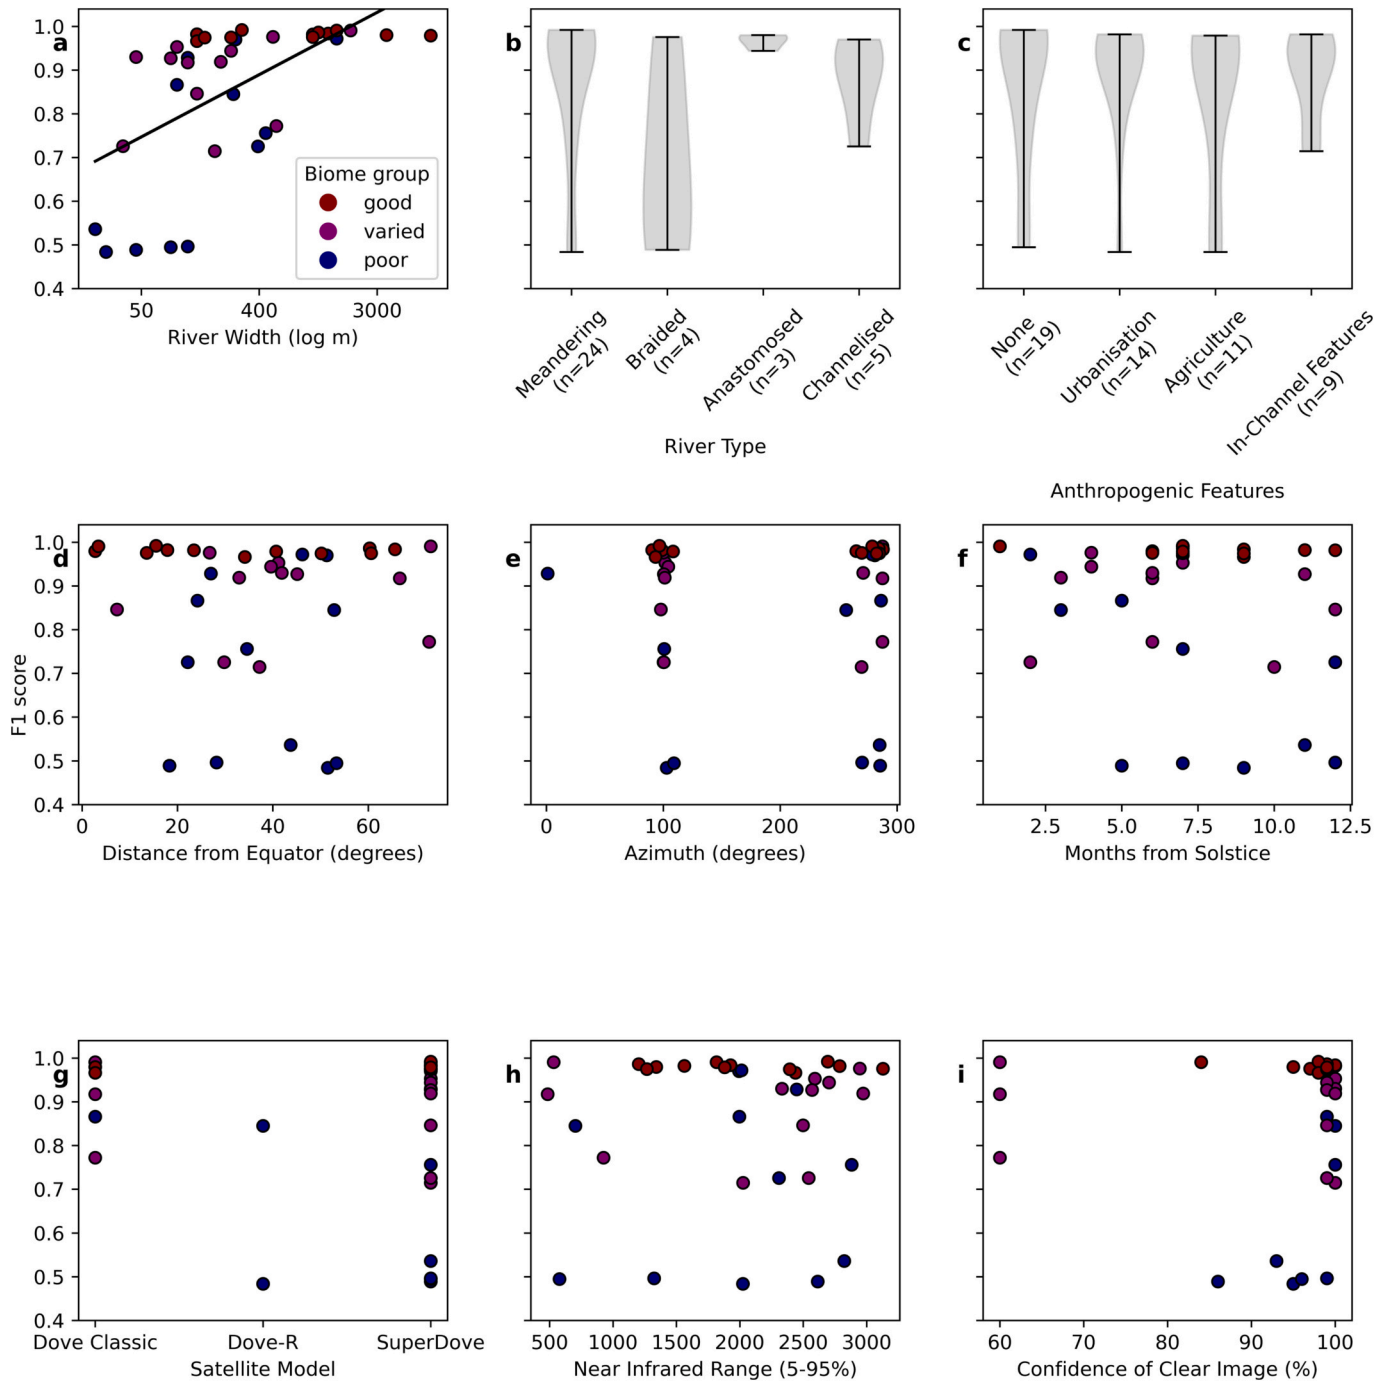 a
1.0
0.9
0.8
0.7
0.6
0.5
0.4
Biome group
good
varied
poor
50 400 3000
River Width (log m)
b
Meandering
(n=24)
Braided
(n=4)
Anastomosed
(n=3)
Channelised
(n=5)
River Type
c
None
(n=19)
Urbanisation
(n=14)
Agriculture
(n=11)
In-Channel Features
(n=9)
Anthropogenic Features
F1 score
d
1.0
0.9
0.8
0.7
0.6
0.5
0.4
0 20 40 60
Distance from Equator (degrees)
e
0 100 200 300
Azimuth (degrees)
f
2.5 5.0 7.5 10.0 12.5
Months from Solstice
g
1.0
0.9
0.8
0.7
0.6
0.5
0.4
Dove Classic Dove-R SuperDove
Satellite Model
h
500 1000 1500 2000 2500 3000
Near Infrared Range (5-95%)
i
60 70 80 90 100
Confidence of Clear Image (%)